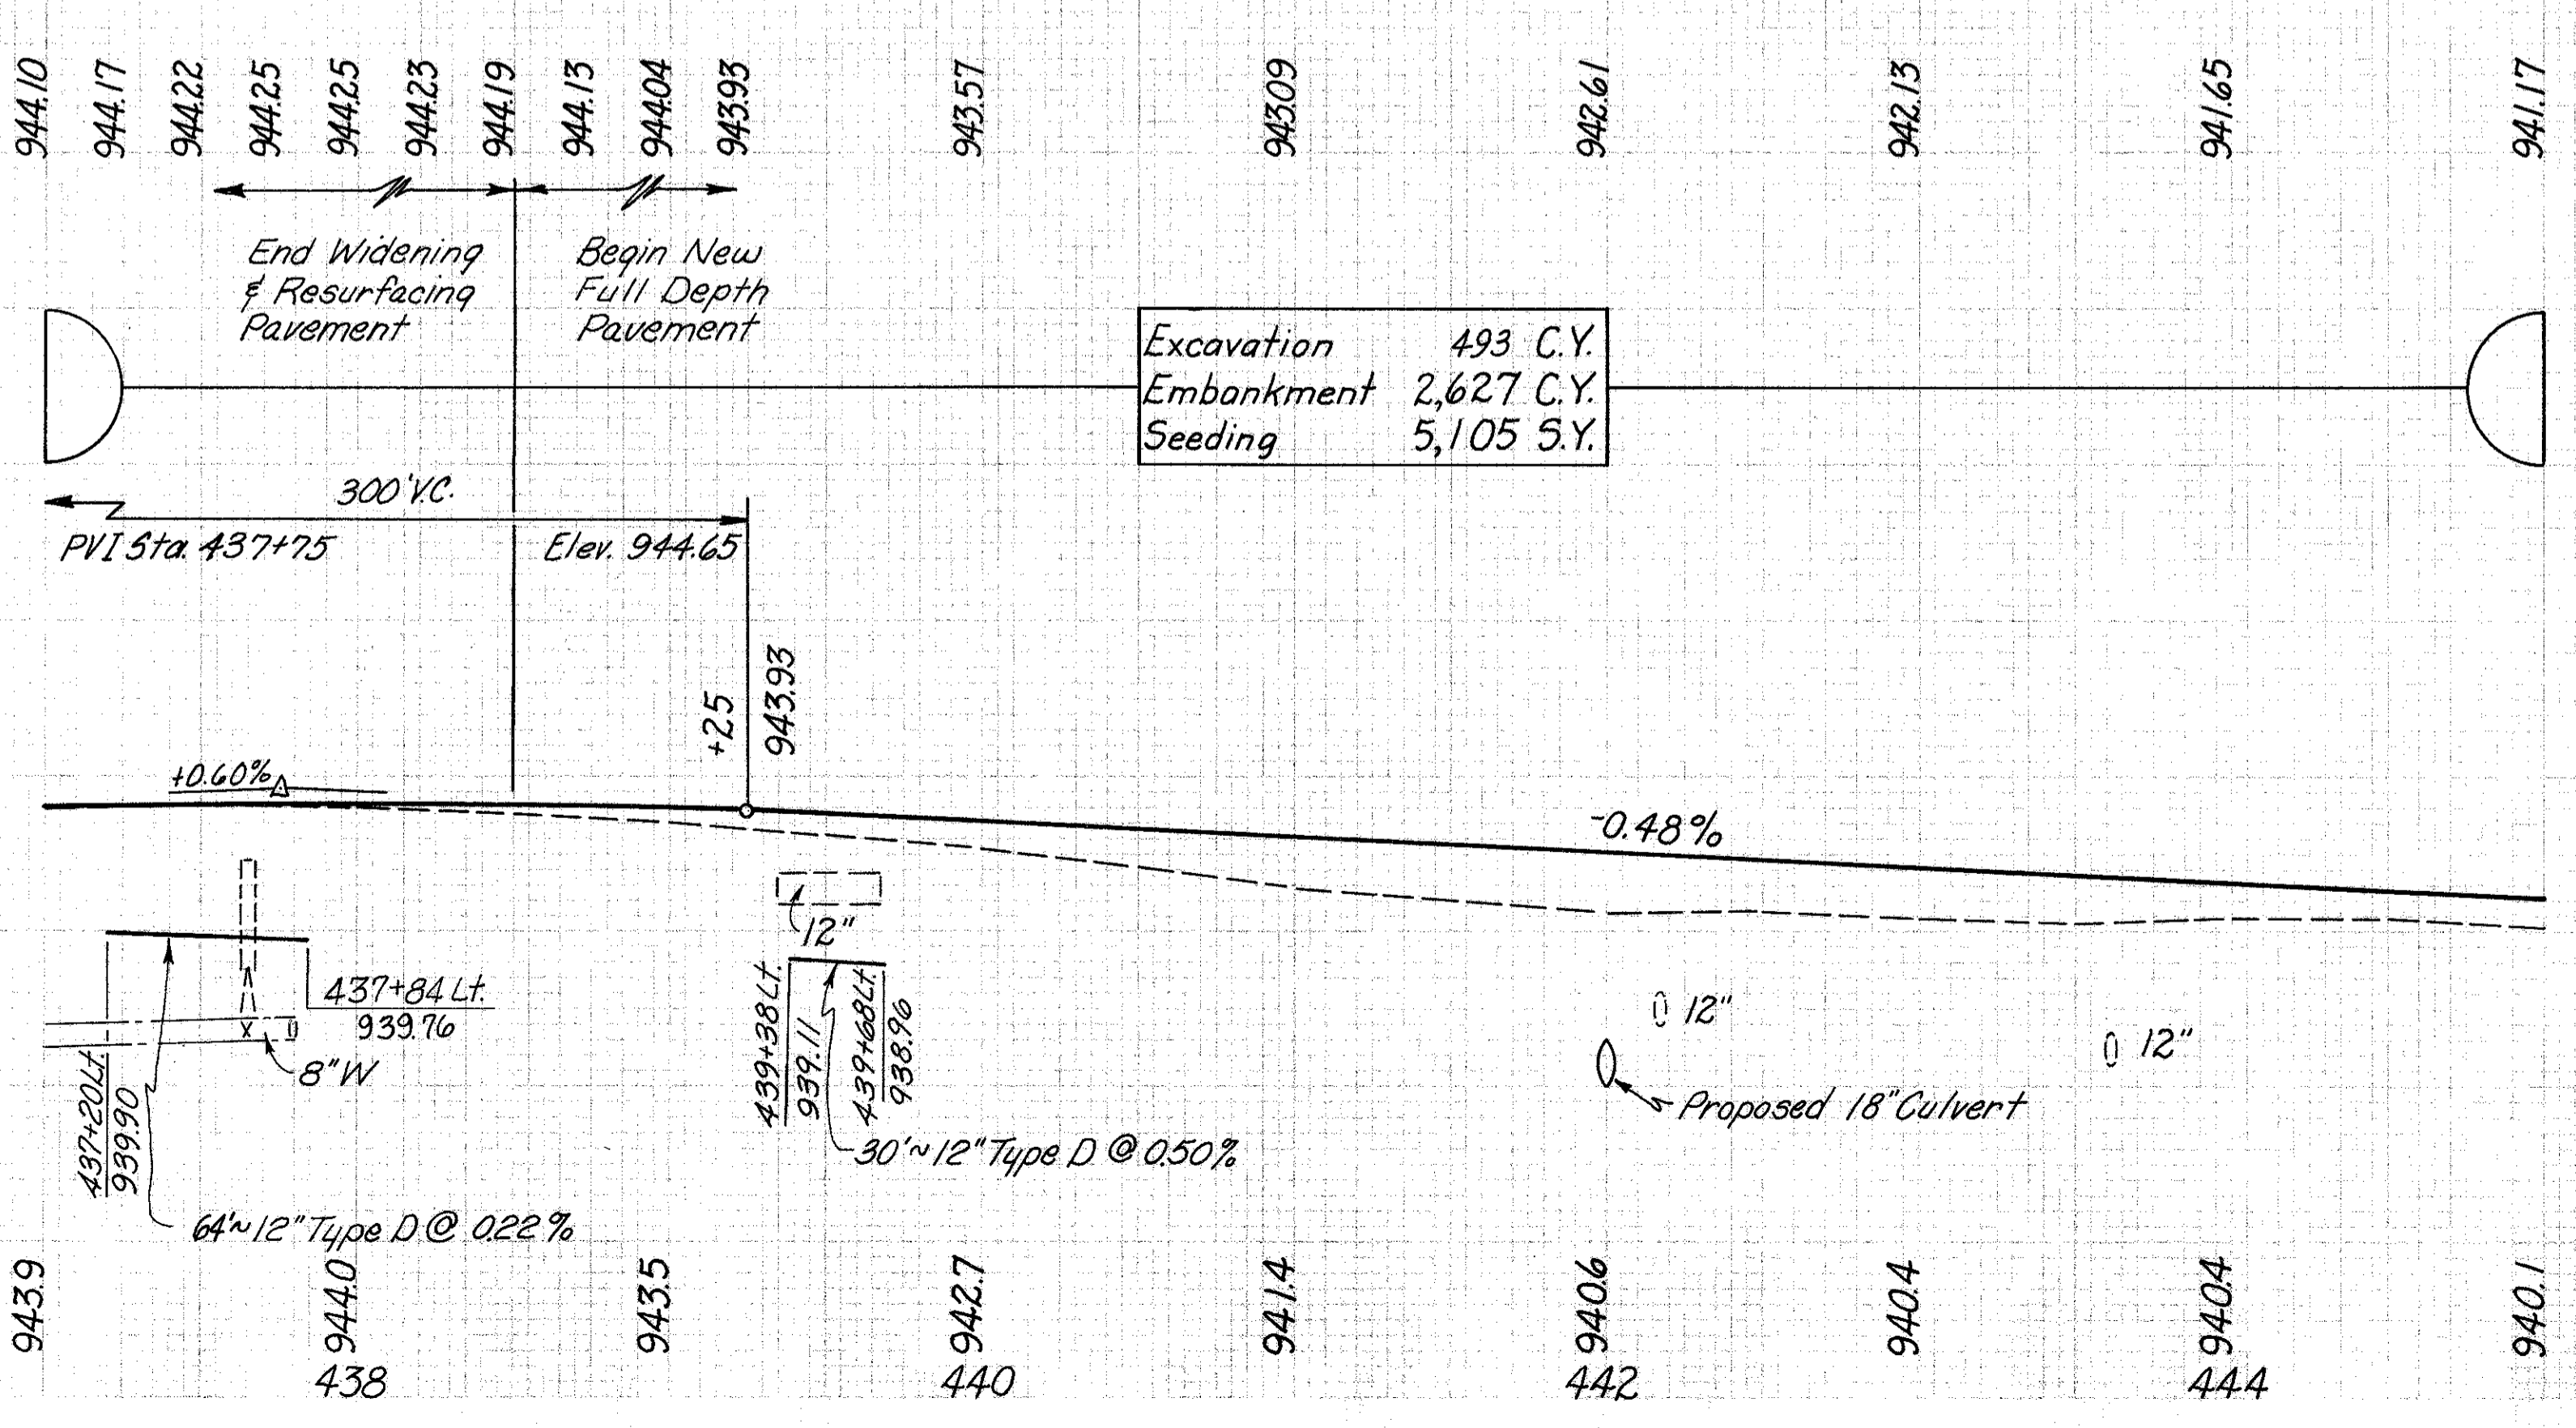 944.10
944.17
944.22
944.25
944.25
944.23
944.19
944.13
944.04
943.93
943.57
943.09
942.61
942.13
941.65
941.17
End Widening
& Resurfacing
Pavement
Begin New
Full Depth
Pavement
Excavation 493 C.Y.
Embankment 2,627 C.Y.
Seeding 5,105 S.Y.
300' V.C.
PVI Sta. 437+75 Elev. 944.65
+25
943.93
+0.60%
-0.48%
12"
437+84 Lt.
939.76
8" W
437+20 Lt.
939.90
439+38 Lt.
939.11
439+68 Lt.
938.96
12"
12"
Proposed 18" Culvert
30'~12" Type D @ 0.50%
64'~12" Type D @ 0.22%
943.9
944.0
943.5
942.7
941.4
940.6
940.4
940.4
940.1
438
440
442
444